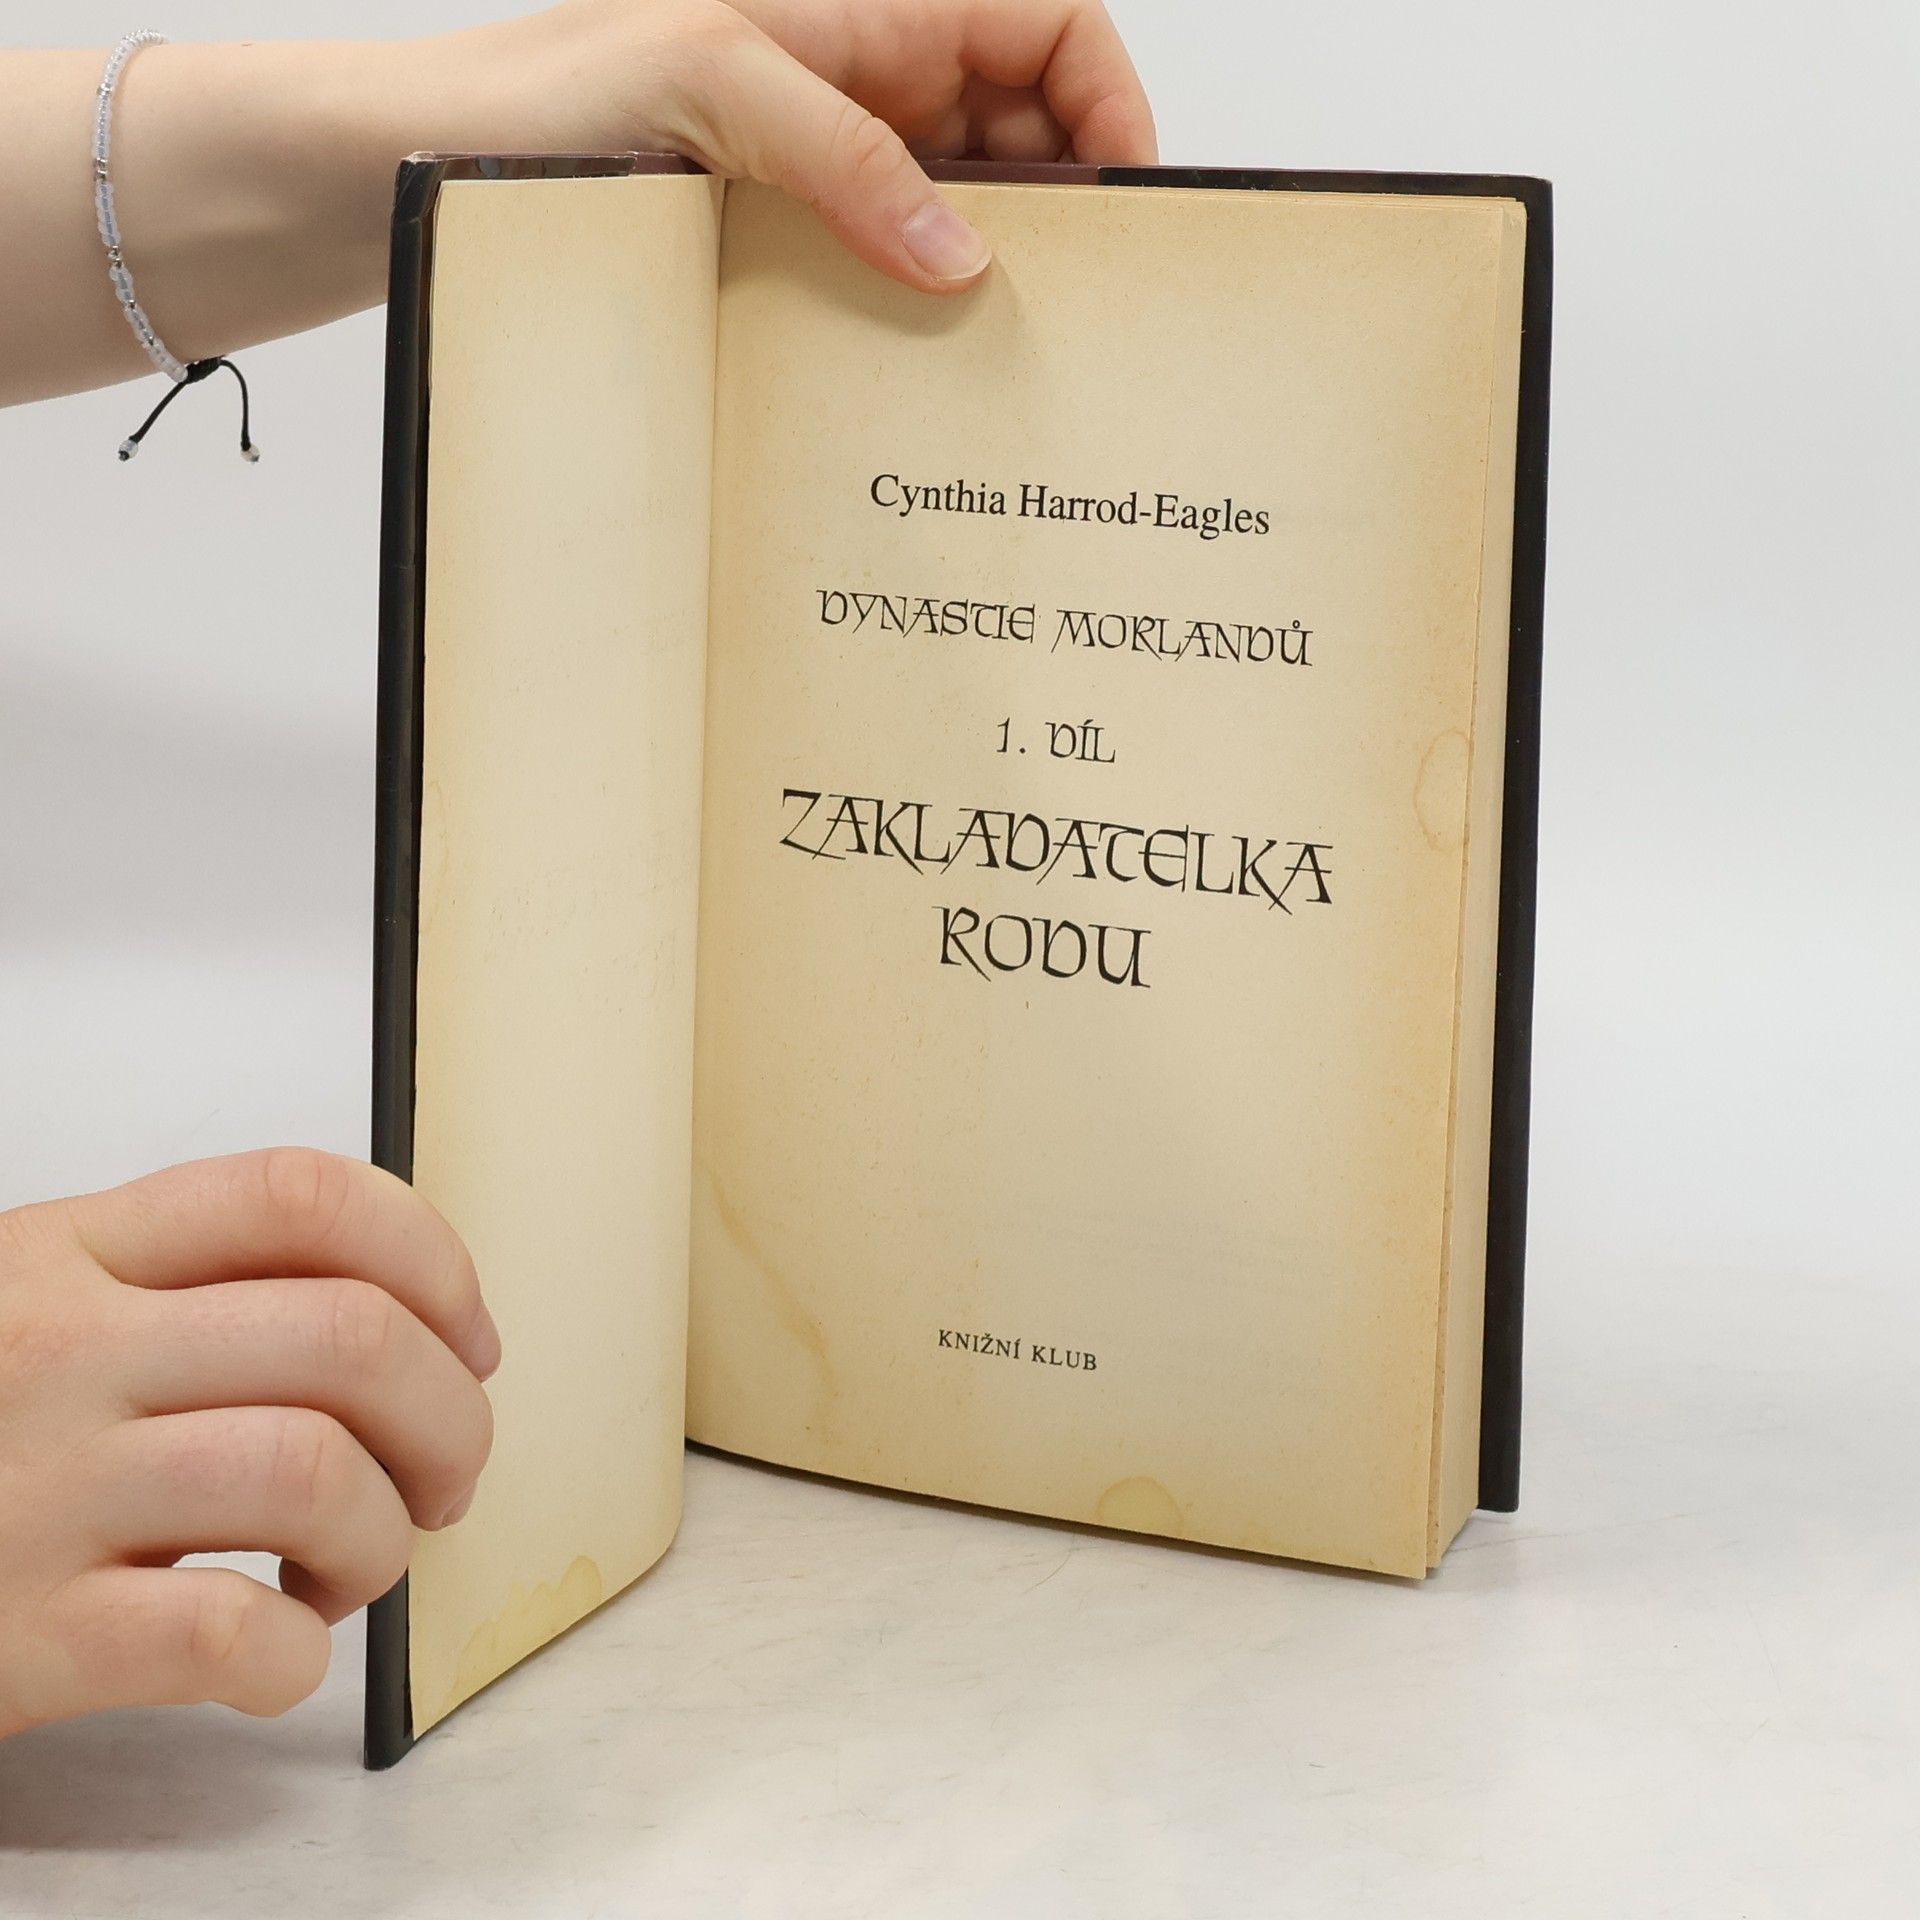 Cynthia Harrod-Eagles
DYNASTIE MORLANDŮ
1. DÍL
ZAKLADATELKA
RODU
KNIŽNÍ KLUB